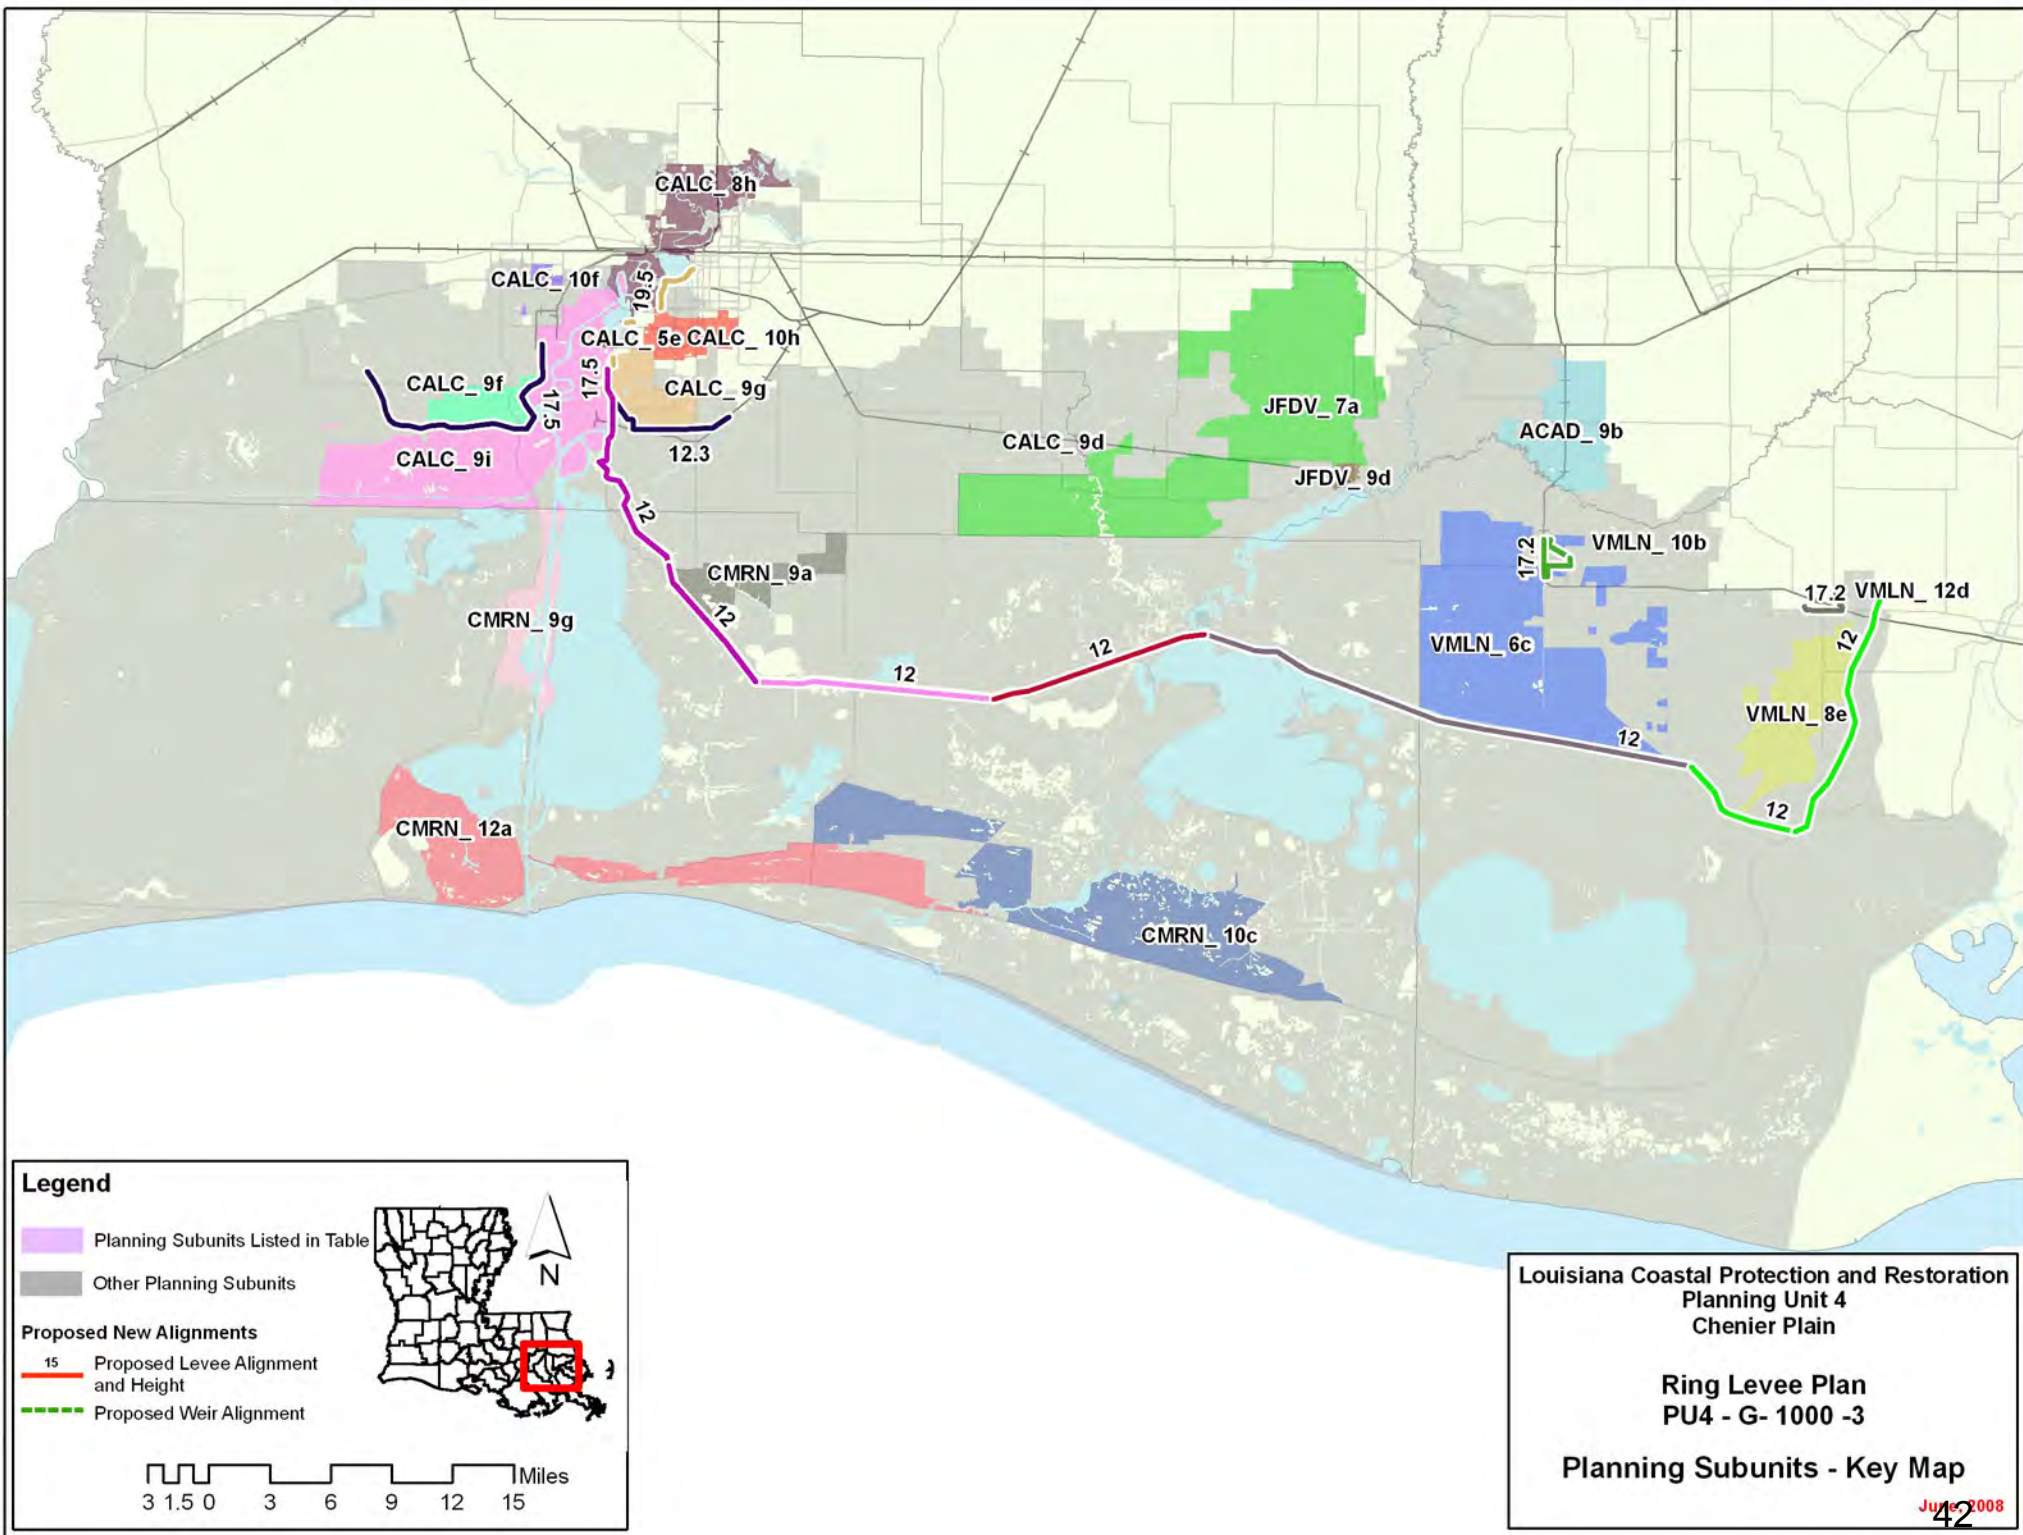 CALC_ 8h
CALC_ 10f
19.5
CALC_ 5e CALC_ 10h
17.5
CALC_ 9f
CALC_ 9g
17.5
JFDV_ 7a
ACAD_ 9b
CALC_ 9d
12.3
CALC_ 9i
JFDV_ 9d
12
17.2
VMLN_ 10b
CMRN_ 9a
17.2 VMLN_ 12d
12
CMRN_ 9g
12
12
VMLN_ 6c
12
VMLN_ 8e
12
12
CMRN_ 12a
CMRN_ 10c
Legend
Planning Subunits Listed in Table
Other Planning Subunits
Proposed New Alignments
15 Proposed Levee Alignment
and Height
Proposed Weir Alignment
N
Miles
3 1.5 0 3 6 9 12 15
Louisiana Coastal Protection and Restoration
Planning Unit 4
Chenier Plain
Ring Levee Plan
PU4 - G- 1000 -3
Planning Subunits - Key Map
June, 2008
42